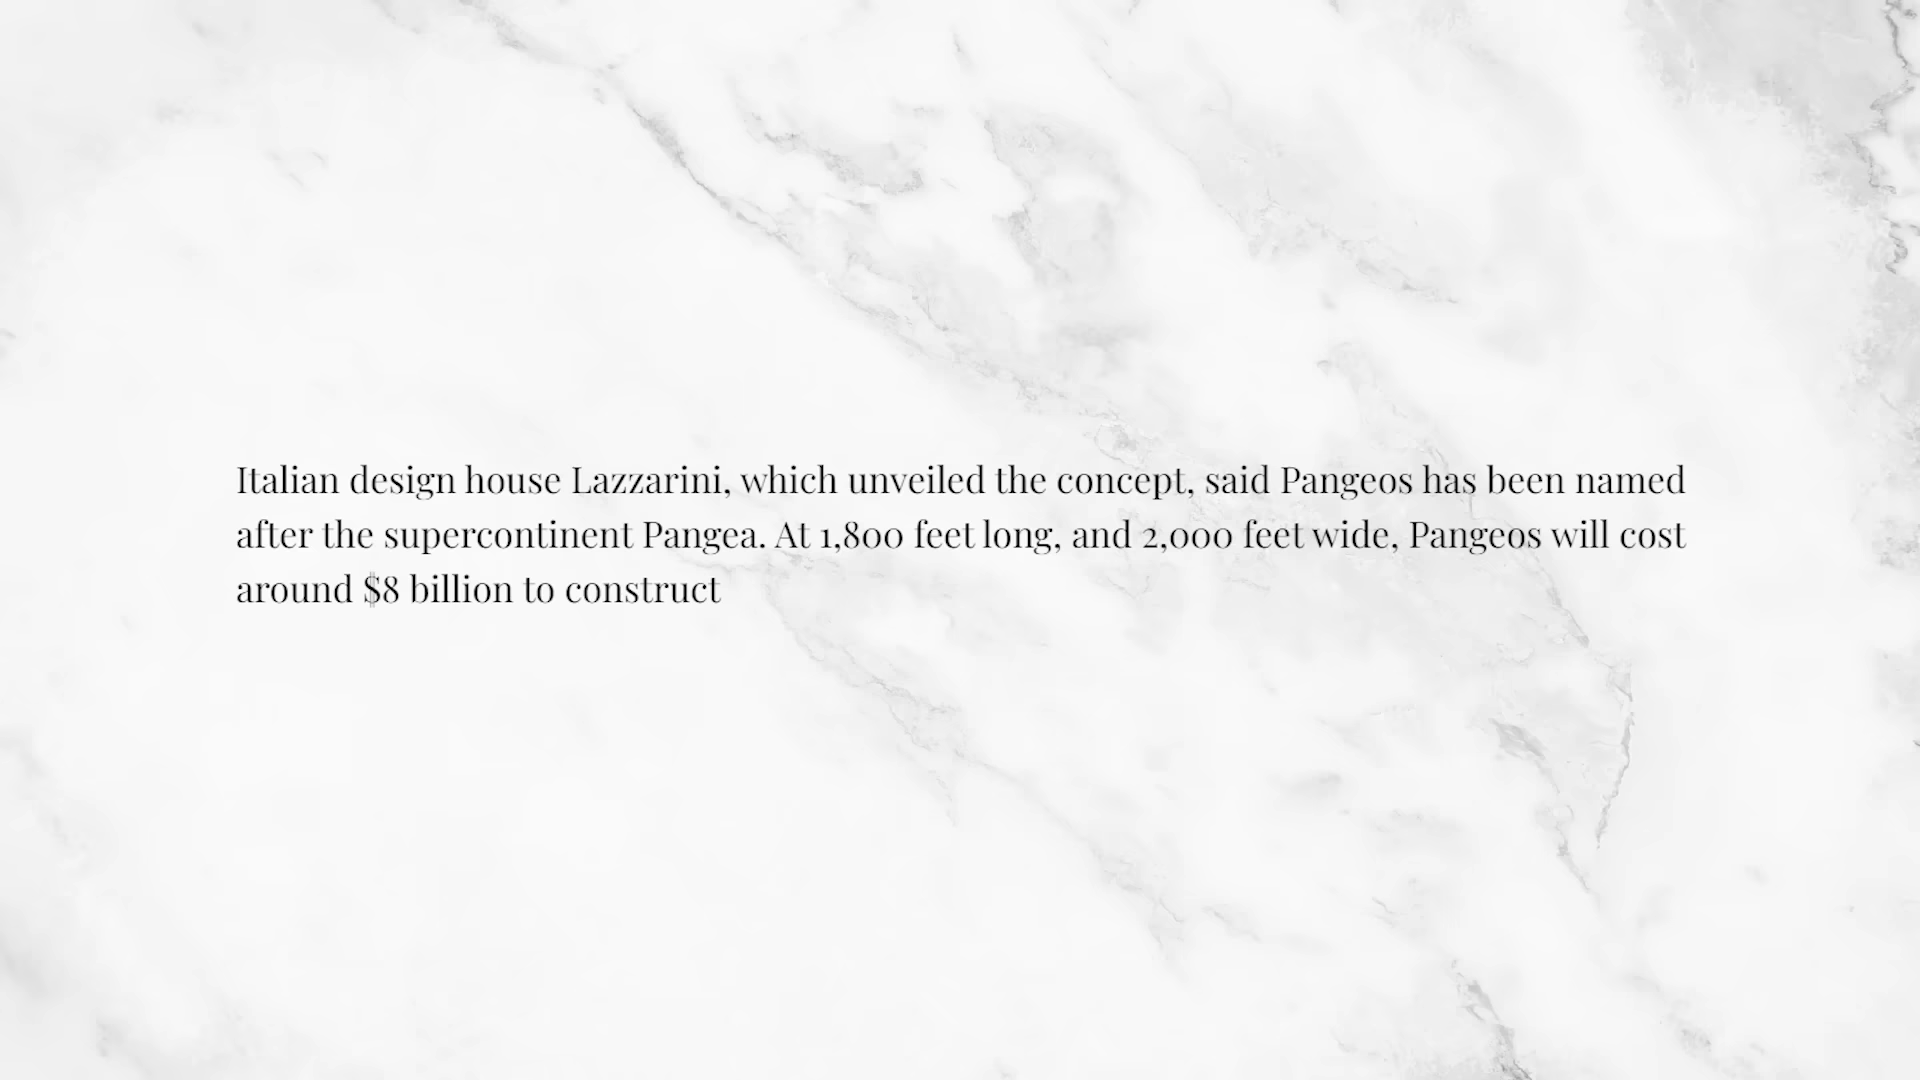 Italian design house Lazzarini, which unveiled the concept, said Pangeos has been named
after the supercontinent Pangea. At 1,800 feet long, and 2,000 feet wide, Pangeos will cost
around $8 billion to construct